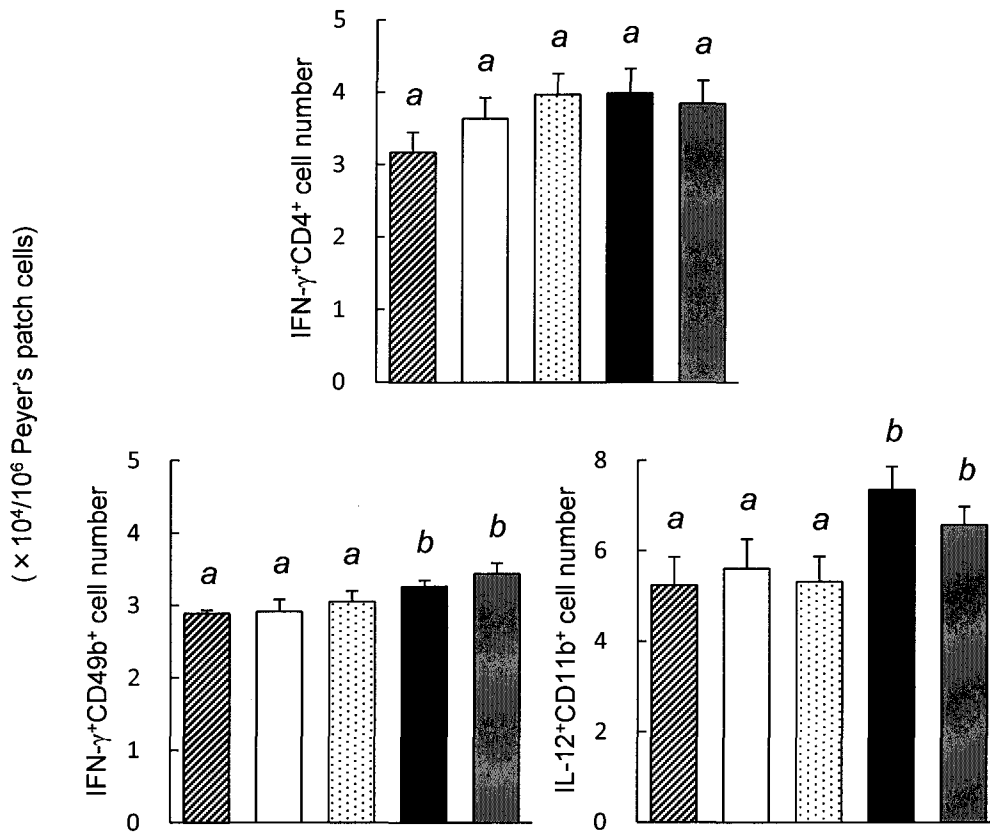 (×10⁴/10⁶ Peyer's patch cells)
IFN-γ⁺CD4⁺ cell number
5
4
3
2
1
0
a
a
a
a
a
IFN-γ⁺CD49b⁺ cell number
5
4
3
2
1
0
a
a
a
b
b
IL-12⁺CD11b⁺ cell number
8
6
4
2
0
a
a
a
b
b